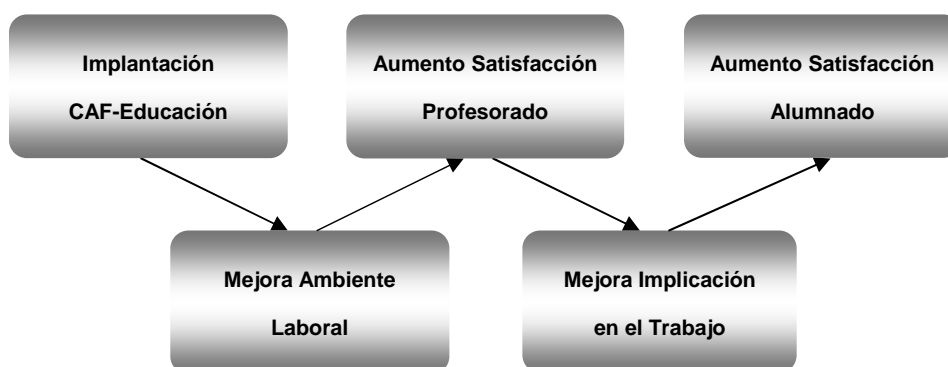 Implantación
CAF-Educación
Aumento Satisfacción
Profesorado
Aumento Satisfacción
Alumnado
Mejora Ambiente
Laboral
Mejora Implicación
en el Trabajo